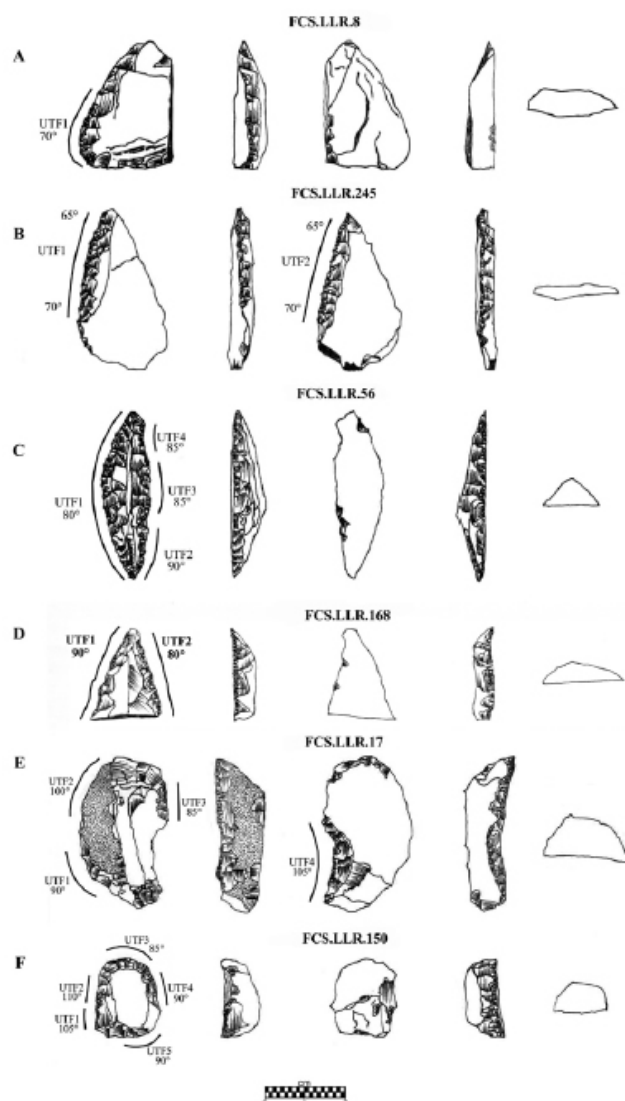 FCS.LLR.8
A
UTF1
70°
FCS.LLR.245
B
65°
UTF1
70°
65°
UTF2
70°
FCS.LLR.56
C
UTF4
85°
UTF1
80°
UTF3
85°
UTF2
90°
FCS.LLR.168
D
UTF1
90°
UTF2
80°
FCS.LLR.17
E
UTF2
100°
UTF3
85°
UTF4
105°
UTF1
90°
FCS.LLR.150
F
UTF3
85°
UTF2
110°
UTF4
90°
UTF1
105°
UTF5
90°